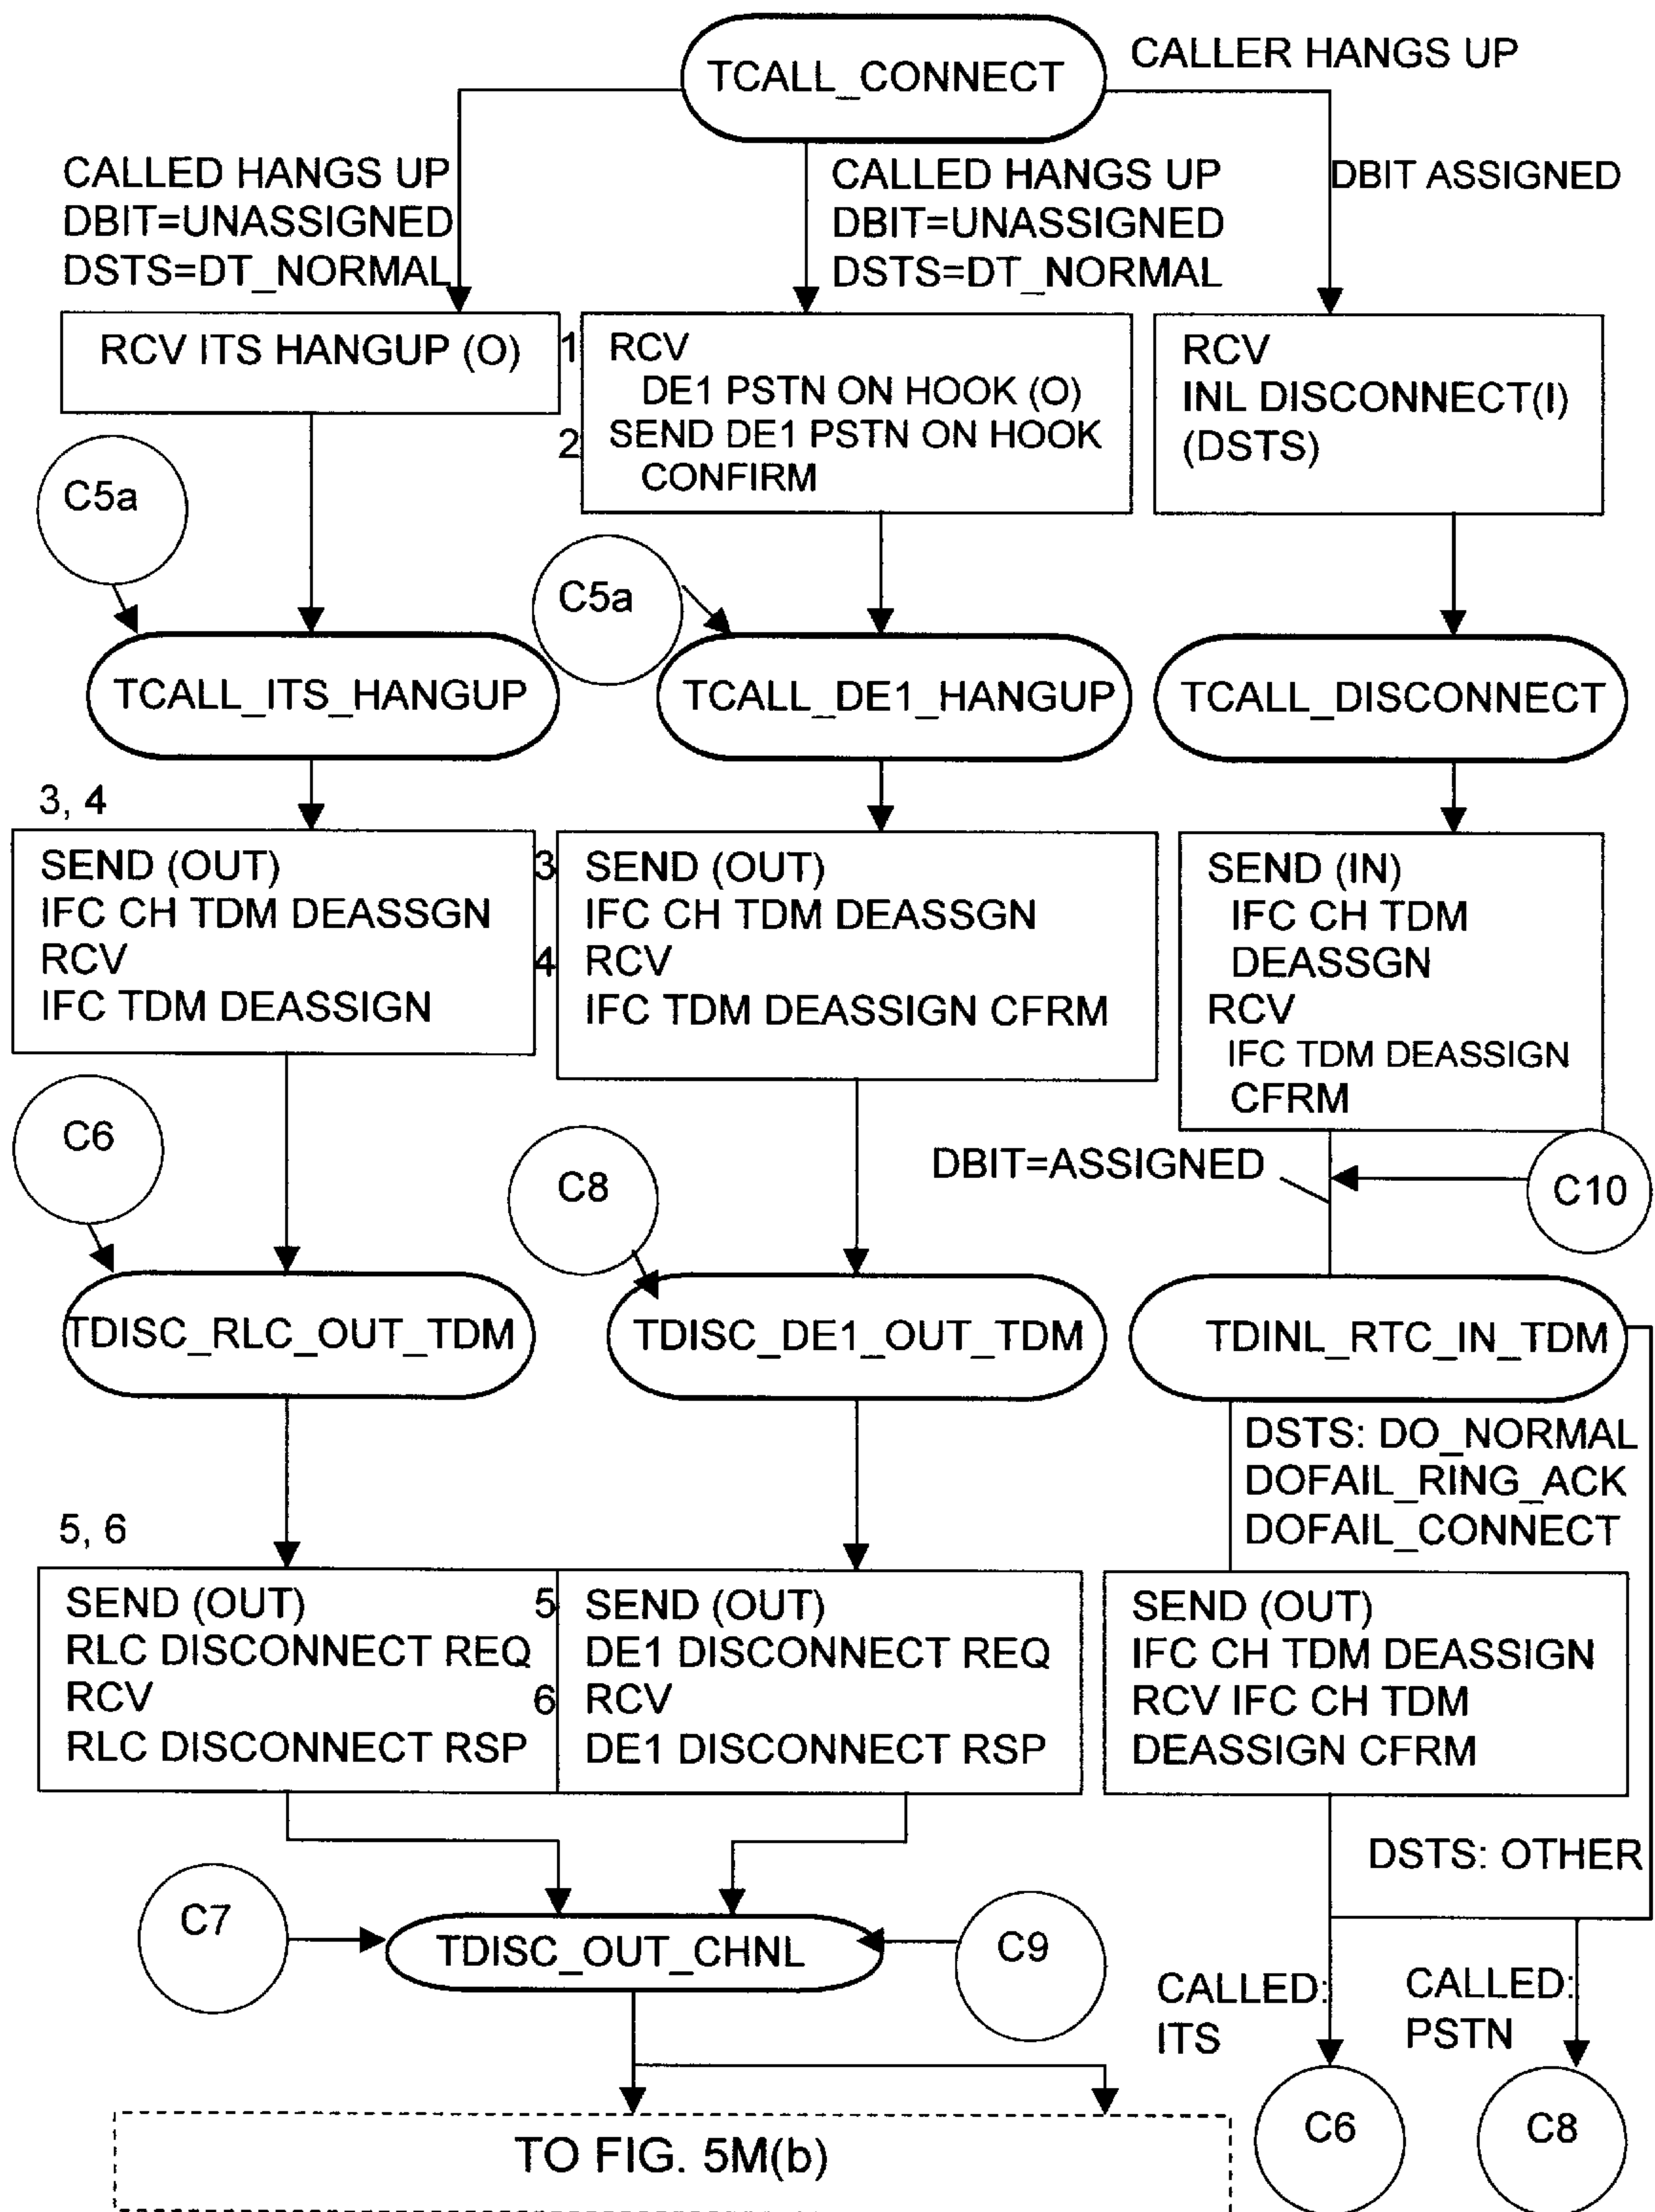 TCALL_CONNECT
CALLER HANGS UP
CALLED HANGS UP
DBIT=UNASSIGNED
DSTS=DT_NORMAL
CALLED HANGS UP
DBIT=UNASSIGNED
DSTS=DT_NORMAL
DBIT ASSIGNED
RCV ITS HANGUP (O)
1
RCV
DE1 PSTN ON HOOK (O)
2
SEND DE1 PSTN ON HOOK
CONFIRM
RCV
INL DISCONNECT(I)
(DSTS)
C5a
C5a
TCALL_ITS_HANGUP
TCALL_DE1_HANGUP
TCALL_DISCONNECT
3, 4
SEND (OUT)
IFC CH TDM DEASSGN
RCV
IFC TDM DEASSIGN
3
SEND (OUT)
IFC CH TDM DEASSGN
4
RCV
IFC TDM DEASSIGN CFRM
SEND (IN)
IFC CH TDM
DEASSGN
RCV
IFC TDM DEASSIGN
CFRM
C6
C8
DBIT=ASSIGNED
C10
TDISC_RLC_OUT_TDM
TDISC_DE1_OUT_TDM
TDINL_RTC_IN_TDM
DSTS: DO_NORMAL
DOFAIL_RING_ACK
DOFAIL_CONNECT
5, 6
SEND (OUT)
RLC DISCONNECT REQ
RCV
RLC DISCONNECT RSP
5
SEND (OUT)
DE1 DISCONNECT REQ
6
RCV
DE1 DISCONNECT RSP
SEND (OUT)
IFC CH TDM DEASSIGN
RCV IFC CH TDM
DEASSIGN CFRM
DSTS: OTHER
C7
TDISC_OUT_CHNL
C9
CALLED:
ITS
CALLED:
PSTN
C6
C8
TO FIG. 5M(b)